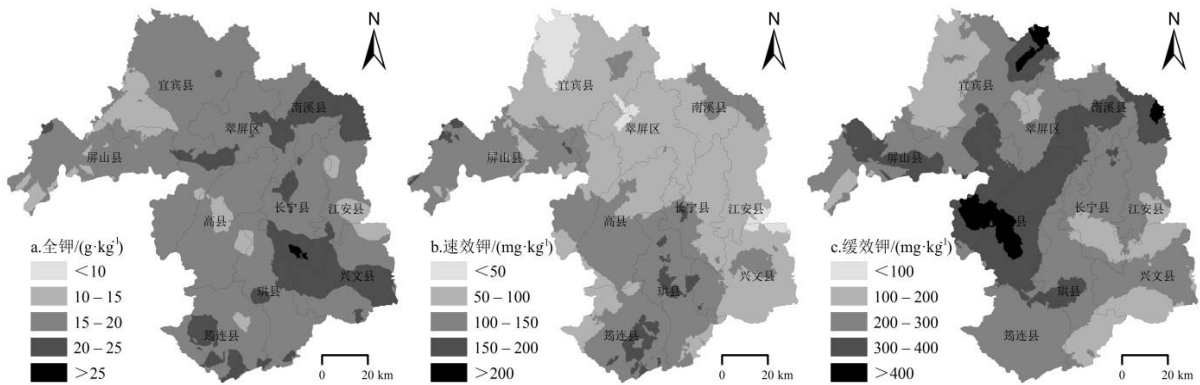 N
宜宾县
南溪县
翠屏区
屏山县
长宁县
江安县
高县
兴文县
珙县
筠连县
a.全钾/(g·kg⁻¹)
<10
10－15
15－20
20－25
>25
0 20 km
N
宜宾县
南溪县
翠屏区
屏山县
长宁县
江安县
高县
兴文县
珙县
筠连县
b.速效钾/(mg·kg⁻¹)
<50
50－100
100－150
150－200
>200
0 20 km
N
宜宾县
南溪县
翠屏区
屏山县
长宁县
江安县
县
兴文县
珙县
筠连县
c.缓效钾/(mg·kg⁻¹)
<100
100－200
200－300
300－400
>400
0 20 km